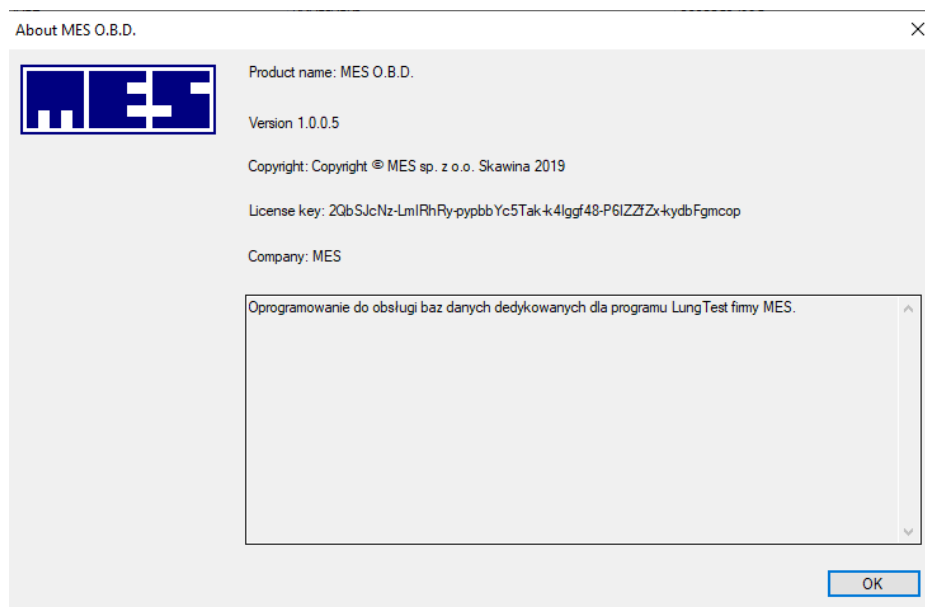 About MES O.B.D.
MES
Product name: MES O.B.D.
Version 1.0.0.5
Copyright: Copyright © MES sp. z o.o. Skawina 2019
License key: 2QbSJcNz-LmIRhRy-pypbbYc5Tak-k4Iggf48-P6IZZfZx-kydbFgmcop
Company: MES
Oprogramowanie do obsługi baz danych dedykowanych dla programu LungTest firmy MES.
OK